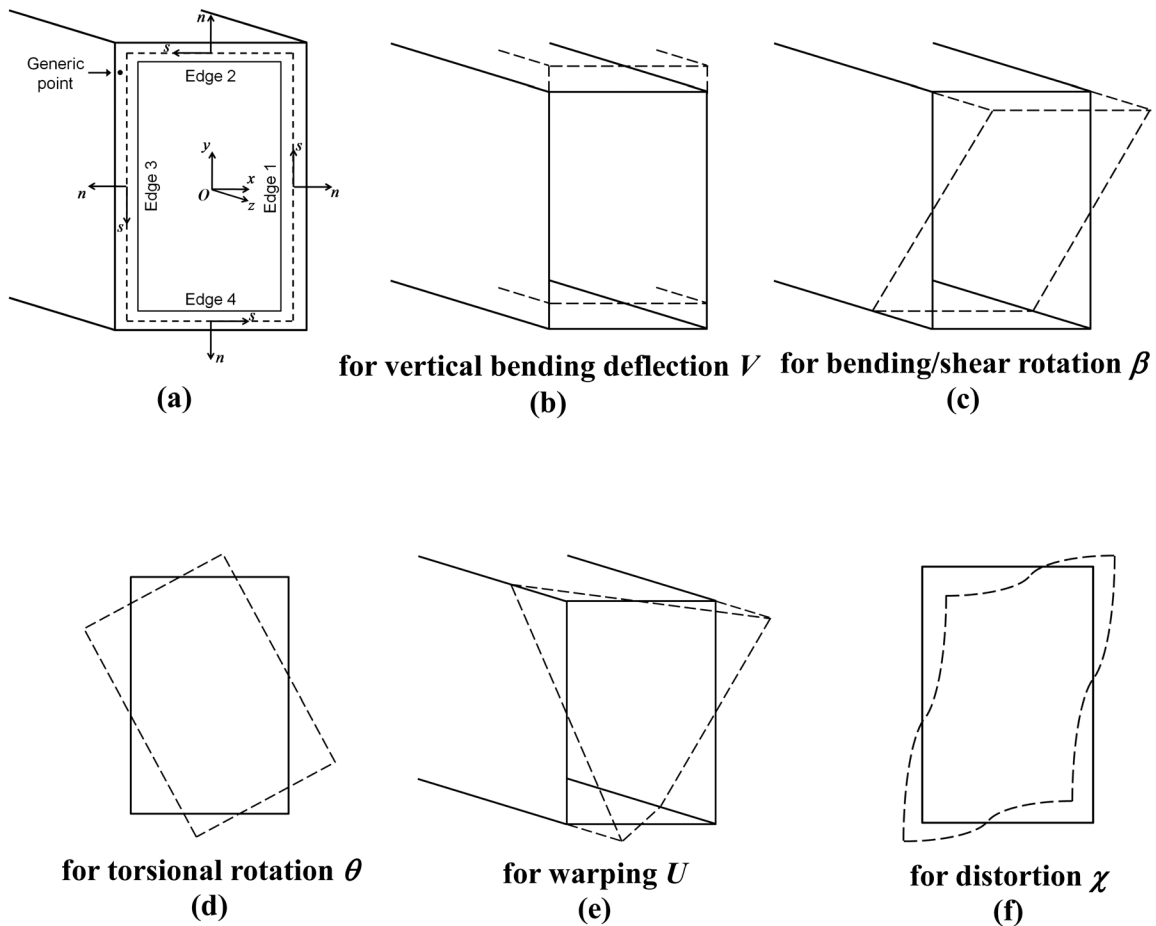 n
s
Edge 2
Generic
point
y
s
Edge 3
O
x
z
Edge 1
n
n
s
Edge 4
s
n
(a)
for vertical bending deflection V
(b)
for bending/shear rotation β
(c)
for torsional rotation θ
(d)
for warping U
(e)
for distortion χ
(f)